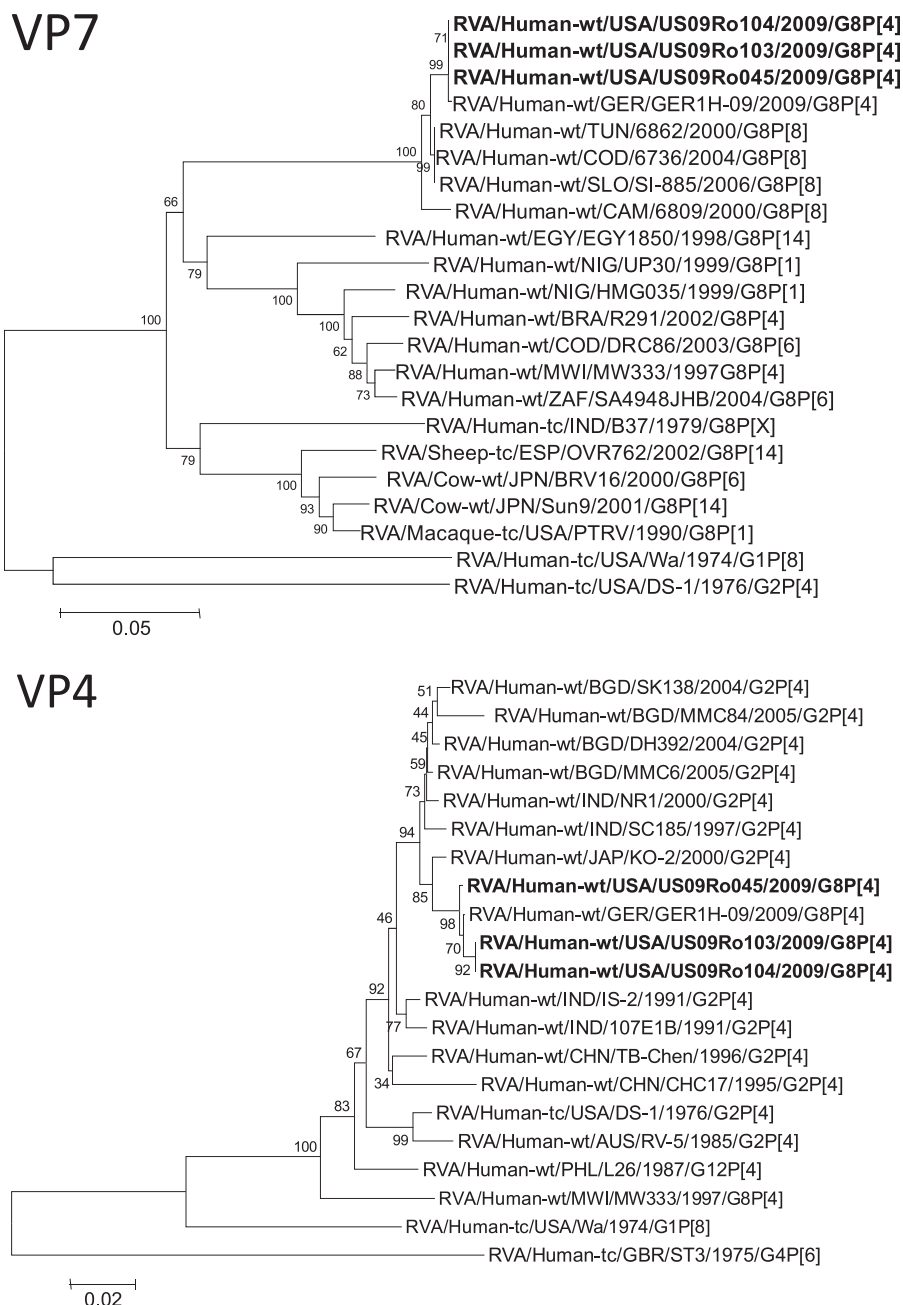 VP7
RVA/Human-wt/USA/US09Ro104/2009/G8P[4]
71
RVA/Human-wt/USA/US09Ro103/2009/G8P[4]
99
RVA/Human-wt/USA/US09Ro045/2009/G8P[4]
RVA/Human-wt/GER/GER1H-09/2009/G8P[4]
80
RVA/Human-wt/TUN/6862/2000/G8P[8]
100
RVA/Human-wt/COD/6736/2004/G8P[8]
99
RVA/Human-wt/SLO/SI-885/2006/G8P[8]
66
RVA/Human-wt/CAM/6809/2000/G8P[8]
RVA/Human-wt/EGY/EGY1850/1998/G8P[14]
79
RVA/Human-wt/NIG/UP30/1999/G8P[1]
100
RVA/Human-wt/NIG/HMG035/1999/G8P[1]
100
100
RVA/Human-wt/BRA/R291/2002/G8P[4]
62
RVA/Human-wt/COD/DRC86/2003/G8P[6]
88
RVA/Human-wt/MWI/MW333/1997G8P[4]
73
RVA/Human-wt/ZAF/SA4948JHB/2004/G8P[6]
RVA/Human-tc/IND/B37/1979/G8P[X]
79
RVA/Sheep-tc/ESP/OVR762/2002/G8P[14]
100
RVA/Cow-wt/JPN/BRV16/2000/G8P[6]
93
RVA/Cow-wt/JPN/Sun9/2001/G8P[14]
90
RVA/Macaque-tc/USA/PTRV/1990/G8P[1]
RVA/Human-tc/USA/Wa/1974/G1P[8]
RVA/Human-tc/USA/DS-1/1976/G2P[4]
0.05
VP4
51
RVA/Human-wt/BGD/SK138/2004/G2P[4]
44
RVA/Human-wt/BGD/MMC84/2005/G2P[4]
45
RVA/Human-wt/BGD/DH392/2004/G2P[4]
59
RVA/Human-wt/BGD/MMC6/2005/G2P[4]
73
RVA/Human-wt/IND/NR1/2000/G2P[4]
94
RVA/Human-wt/IND/SC185/1997/G2P[4]
RVA/Human-wt/JAP/KO-2/2000/G2P[4]
85
RVA/Human-wt/USA/US09Ro045/2009/G8P[4]
46
98
RVA/Human-wt/GER/GER1H-09/2009/G8P[4]
70
RVA/Human-wt/USA/US09Ro103/2009/G8P[4]
92
RVA/Human-wt/USA/US09Ro104/2009/G8P[4]
92
RVA/Human-wt/IND/IS-2/1991/G2P[4]
77
RVA/Human-wt/IND/107E1B/1991/G2P[4]
67
RVA/Human-wt/CHN/TB-Chen/1996/G2P[4]
34
RVA/Human-wt/CHN/CHC17/1995/G2P[4]
83
RVA/Human-tc/USA/DS-1/1976/G2P[4]
99
RVA/Human-wt/AUS/RV-5/1985/G2P[4]
100
RVA/Human-wt/PHL/L26/1987/G12P[4]
RVA/Human-wt/MWI/MW333/1997/G8P[4]
RVA/Human-tc/USA/Wa/1974/G1P[8]
RVA/Human-tc/GBR/ST3/1975/G4P[6]
0.02